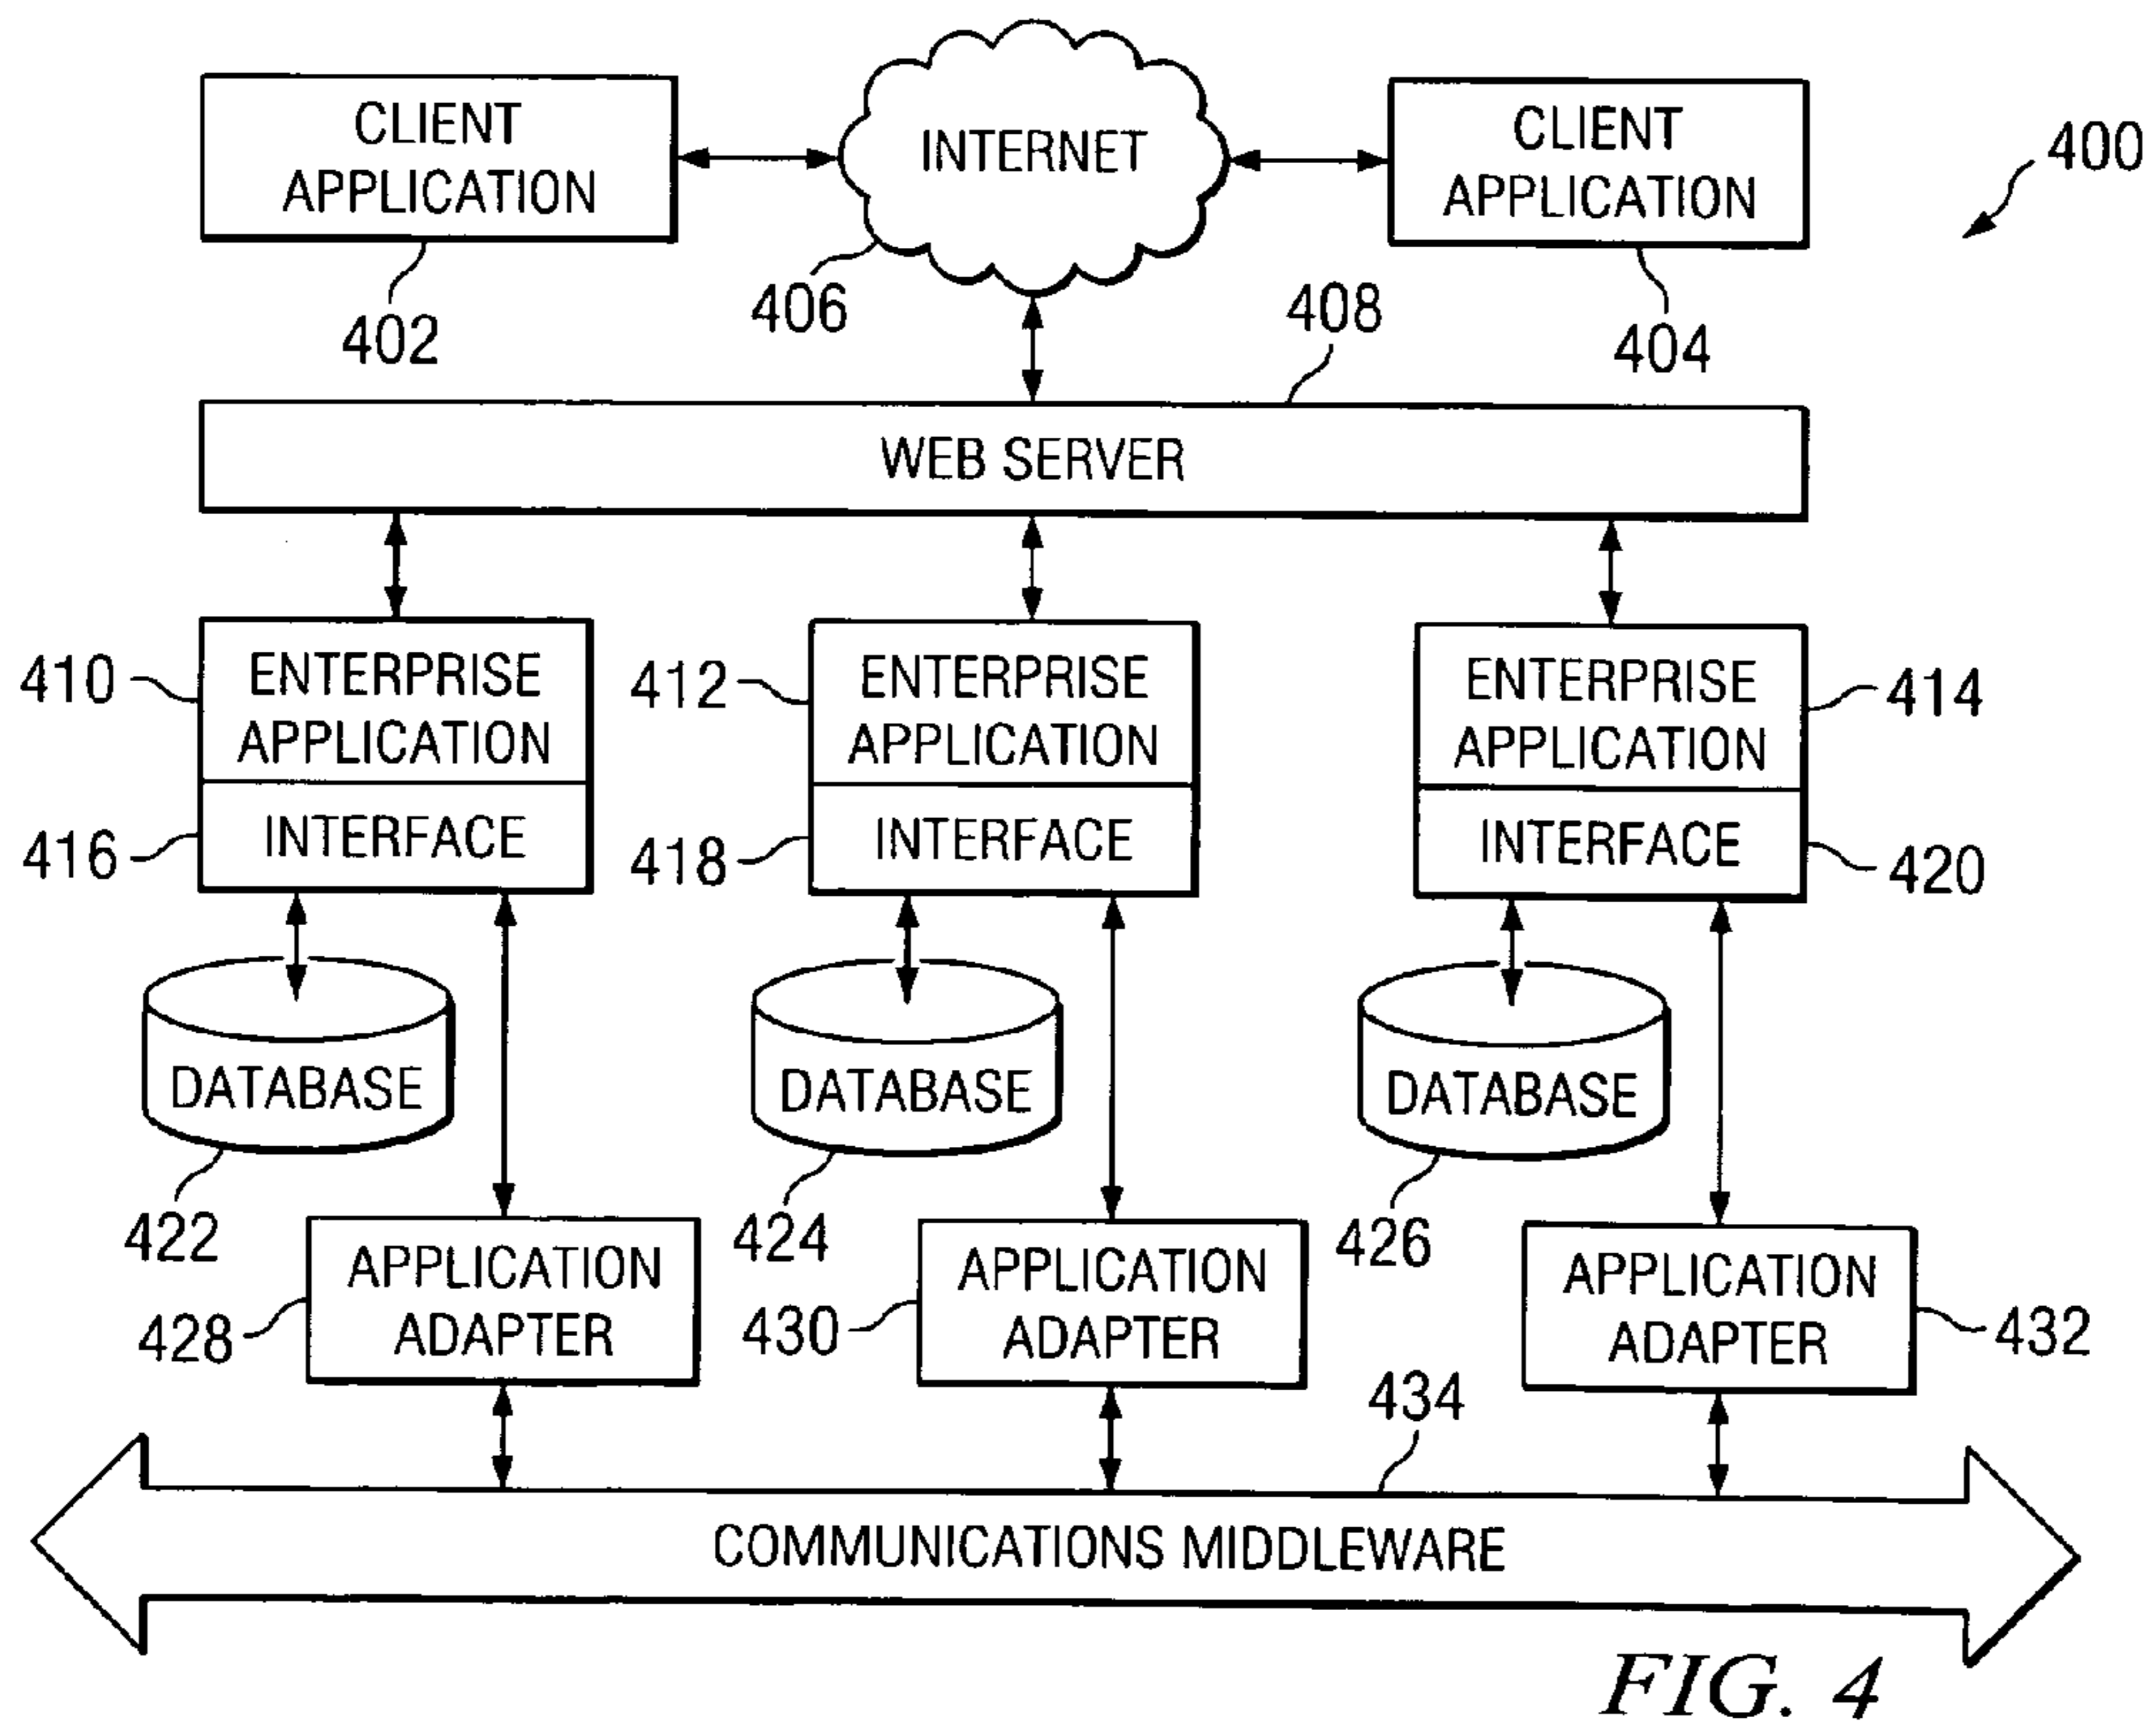 CLIENT
APPLICATION
INTERNET
CLIENT
APPLICATION
400
402
406
408
404
WEB SERVER
410
ENTERPRISE
APPLICATION
412
ENTERPRISE
APPLICATION
ENTERPRISE
APPLICATION
414
416
INTERFACE
418
INTERFACE
INTERFACE
420
DATABASE
DATABASE
DATABASE
422
424
426
428
APPLICATION
ADAPTER
430
APPLICATION
ADAPTER
APPLICATION
ADAPTER
432
434
COMMUNICATIONS MIDDLEWARE
FIG. 4